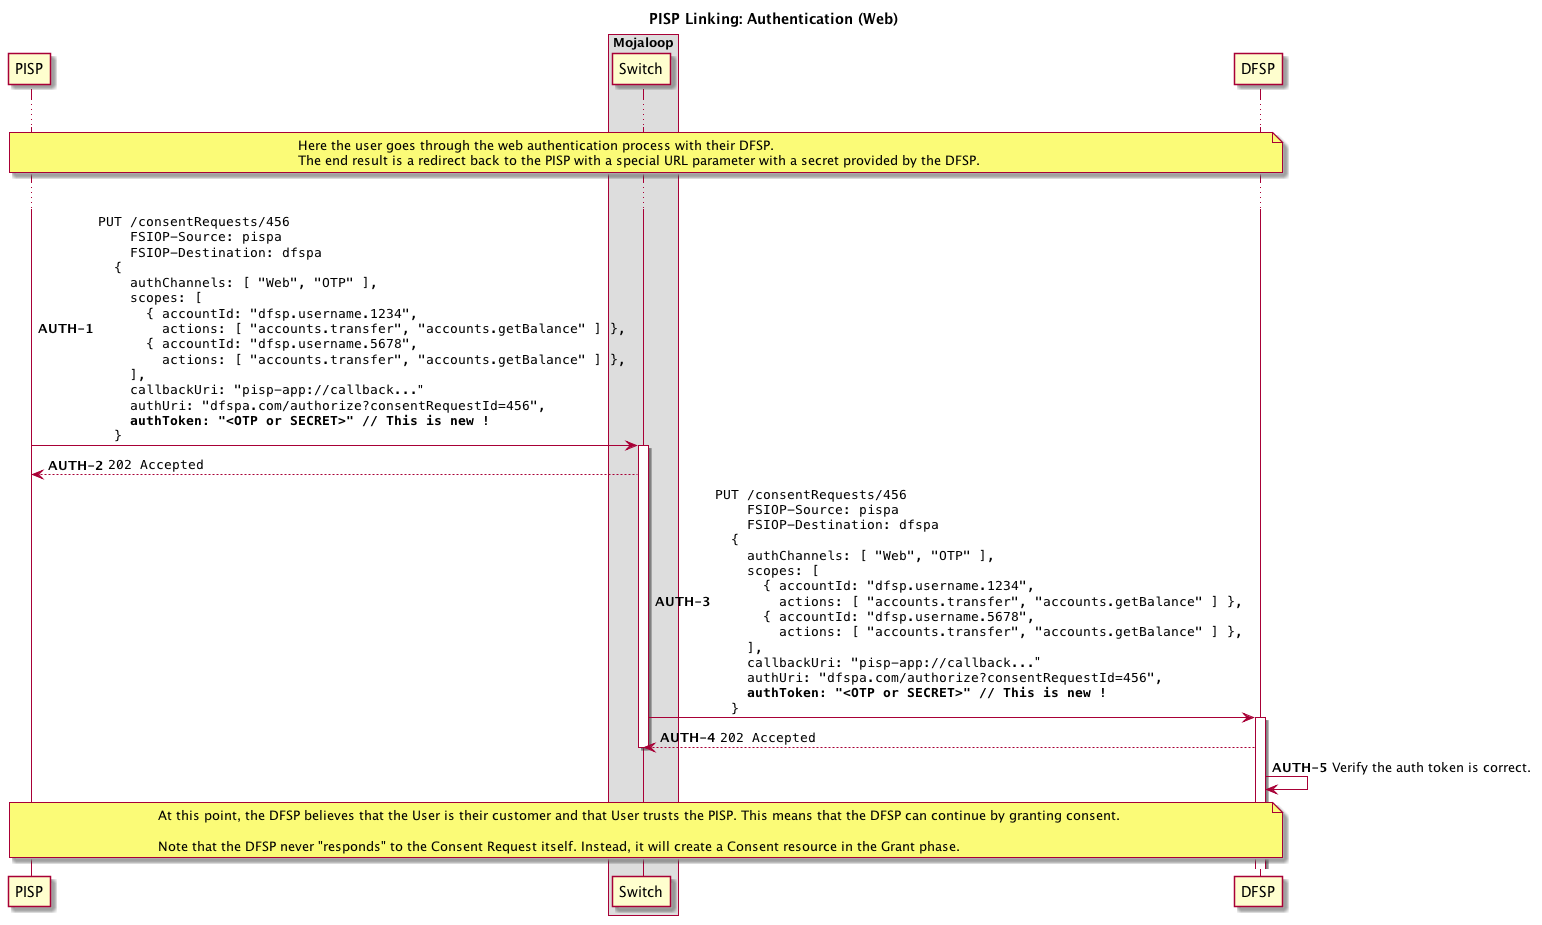 PISP Linking: Authentication (Web)
Mojaloop
PISP
Switch
DFSP
Here the user goes through the web authentication process with their DFSP.
The end result is a redirect back to the PISP with a special URL parameter with a secret provided by the DFSP.
PUT /consentRequests/456
FSIOP-Source: pispa
FSIOP-Destination: dfspa
{
authChannels: [ "Web", "OTP" ],
scopes: [
{ accountId: "dfsp.username.1234",
AUTH-1 actions: [ "accounts.transfer", "accounts.getBalance" ] },
{ accountId: "dfsp.username.5678",
actions: [ "accounts.transfer", "accounts.getBalance" ] },
],
callbackUri: "pisp-app://callback..."
authUri: "dfspa.com/authorize?consentRequestId=456",
authToken: "<OTP or SECRET>" // This is new !
}
AUTH-2 202 Accepted
PUT /consentRequests/456
FSIOP-Source: pispa
FSIOP-Destination: dfspa
{
authChannels: [ "Web", "OTP" ],
scopes: [
{ accountId: "dfsp.username.1234",
AUTH-3 actions: [ "accounts.transfer", "accounts.getBalance" ] },
{ accountId: "dfsp.username.5678",
actions: [ "accounts.transfer", "accounts.getBalance" ] },
],
callbackUri: "pisp-app://callback..."
authUri: "dfspa.com/authorize?consentRequestId=456",
authToken: "<OTP or SECRET>" // This is new !
}
AUTH-4 202 Accepted
AUTH-5 Verify the auth token is correct.
At this point, the DFSP believes that the User is their customer and that User trusts the PISP. This means that the DFSP can continue by granting consent.
Note that the DFSP never "responds" to the Consent Request itself. Instead, it will create a Consent resource in the Grant phase.
PISP
Switch
DFSP